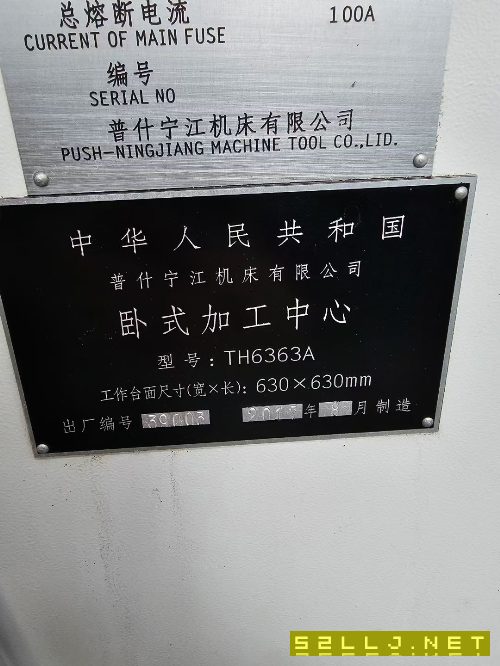 总熔断电流 100A
CURRENT OF MAIN FUSE
编号
SERIAL NO
普什宁江机床有限公司
PUSH-NINGJIANG MACHINE TOOL CO.,LID.
中华人民共和国
普什宁江机床有限公司
卧式加工中心
型号:TH6363A
工作台面尺寸(宽×长):630×630mm
出厂编号 年 月制造
52LLJ.NET